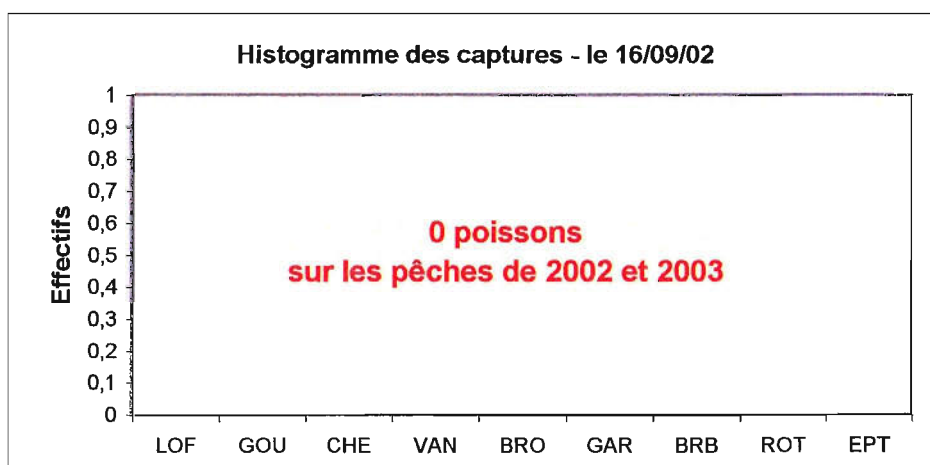 Histogramme des captures - le 16/09/02
Effectifs
1
0,9
0,8
0,7
0,6
0,5
0,4
0,3
0,2
0,1
0
0 poissons
sur les pêches de 2002 et 2003
LOF GOU CHE VAN BRO GAR BRB ROT EPT